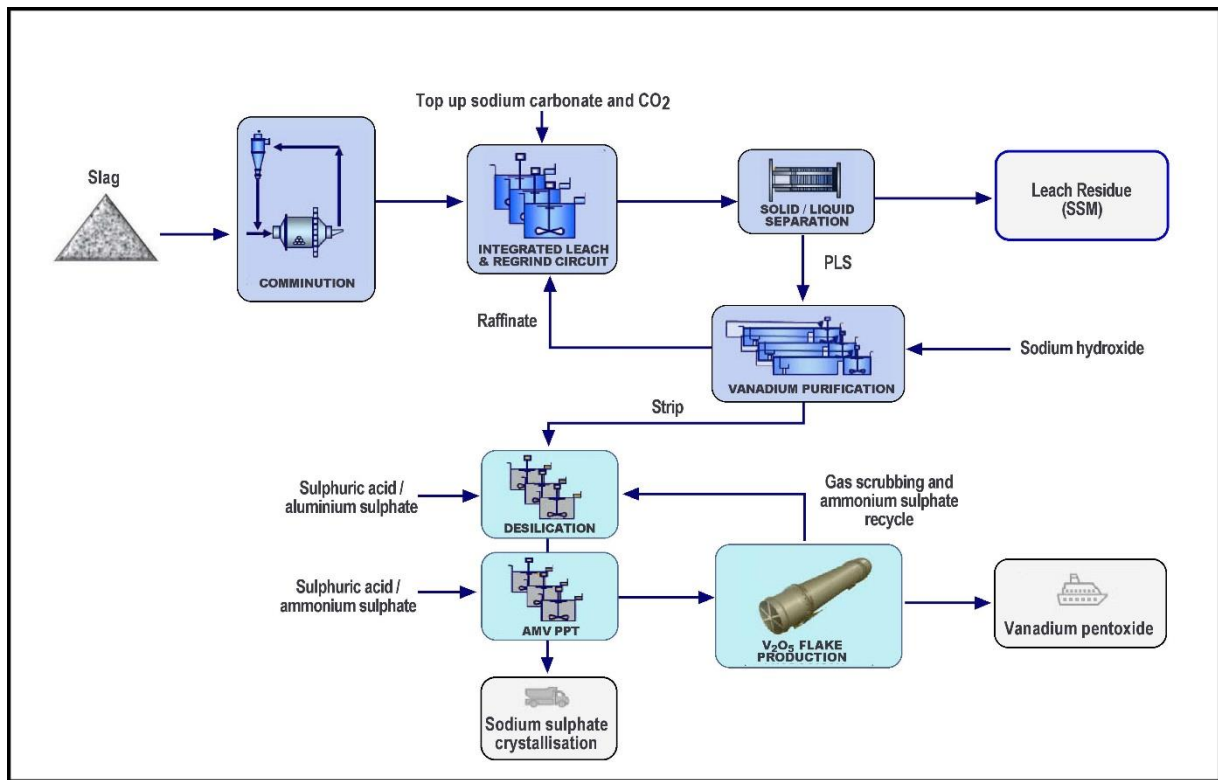 Top up sodium carbonate and CO2
Slag
COMMINUTION
INTEGRATED LEACH
& REGRIND CIRCUIT
SOLID / LIQUID
SEPARATION
Leach Residue
(SSM)
PLS
Raffinate
VANADIUM PURIFICATION
Sodium hydroxide
Strip
Sulphuric acid /
aluminium sulphate
DESILICATION
Gas scrubbing and
ammonium sulphate
recycle
Sulphuric acid /
ammonium sulphate
AMV PPT
V2O5 FLAKE
PRODUCTION
Vanadium pentoxide
Sodium sulphate
crystallisation